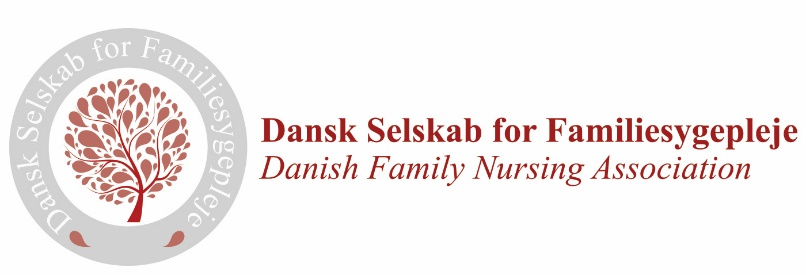 Dansk Selskab for Familiesygepleje
Dansk Selskab for Familiesygepleje
Danish Family Nursing Association